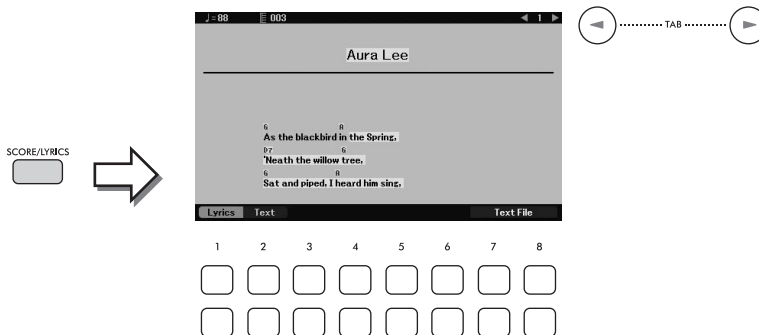 ♩=88 003 ◀ 1 ▶
TAB
Aura Lee
G A
As the blackbird in the Spring,
D7 G
'Neath the willow tree,
G A
Sat and piped, I heard him sing,
SCORE/LYRICS
Lyrics Text Text File
1 2 3 4 5 6 7 8